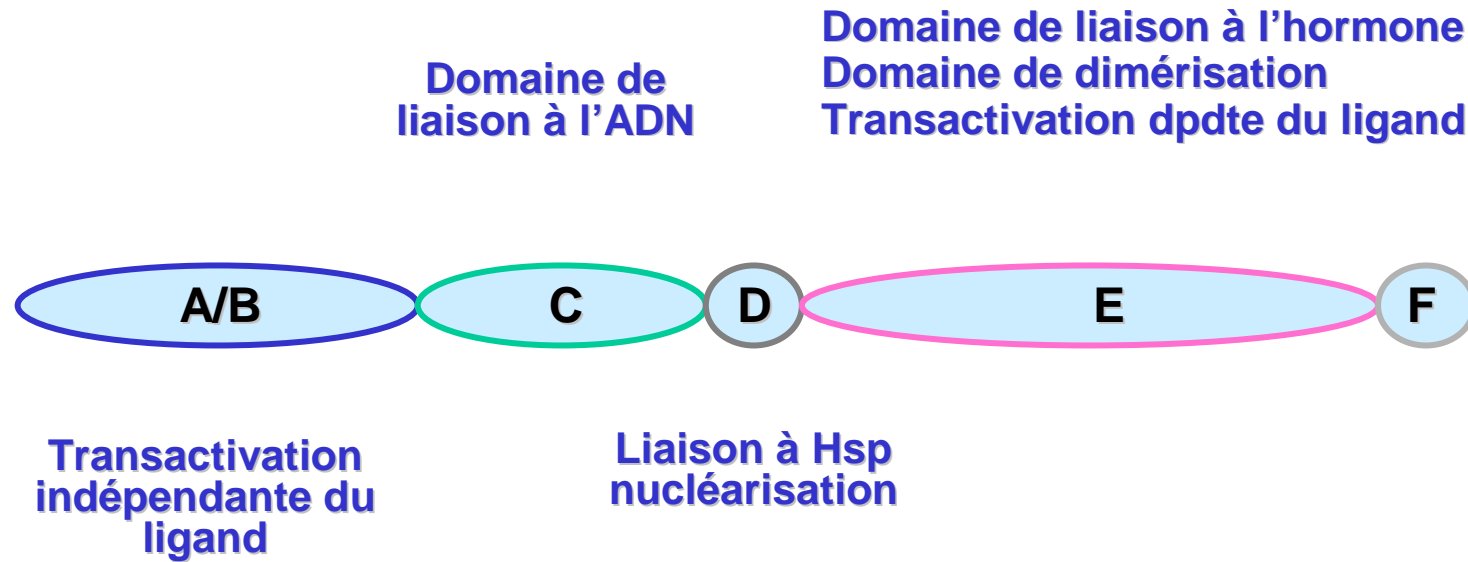 Domaine de liaison à l’hormone
Domaine de dimérisation
Transactivation dpdte du ligand
Domaine de
liaison à l’ADN
A/B
C
D
E
F
Transactivation
indépendante du
ligand
Liaison à Hsp
nucléarisation